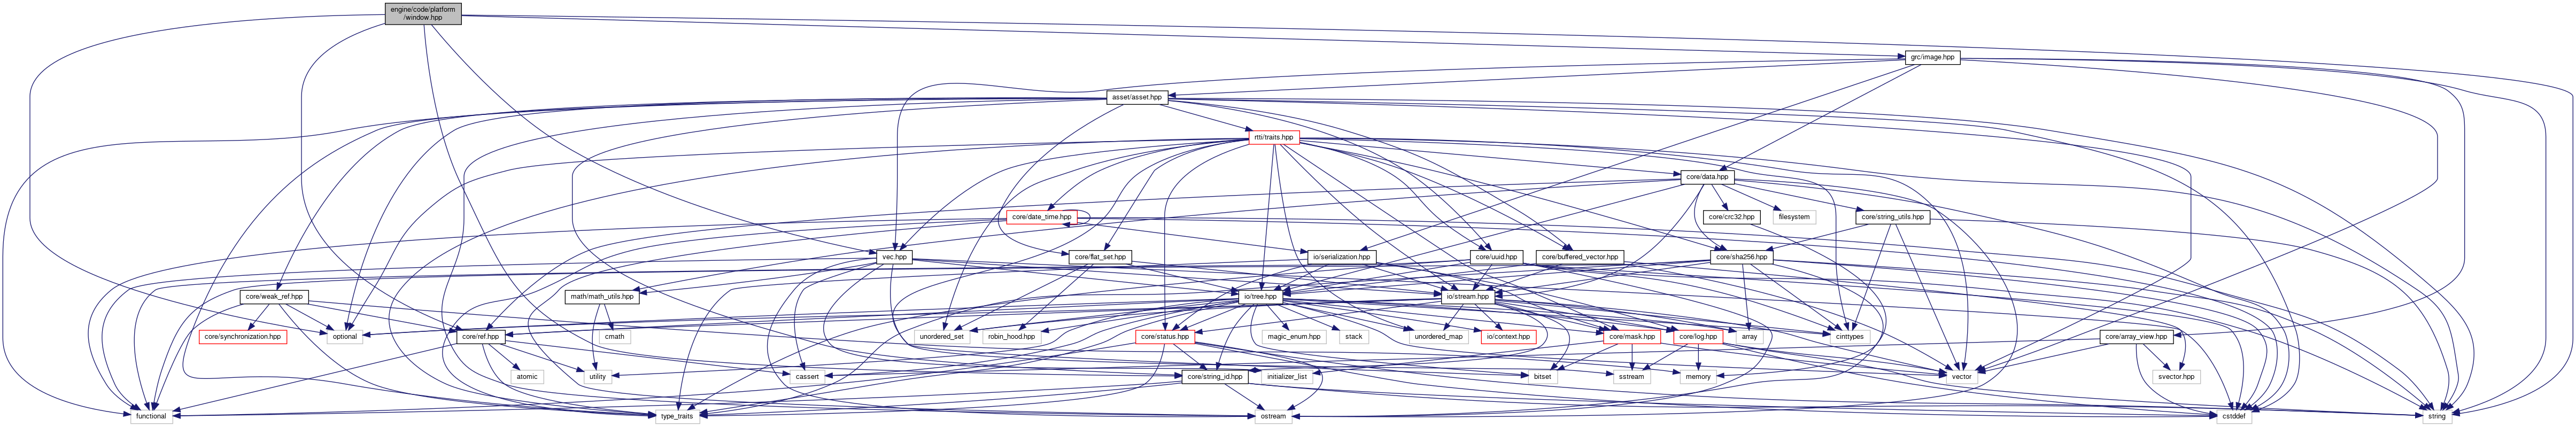 engine/code/platform
/window.hpp
grc/image.hpp
asset/asset.hpp
rtti/traits.hpp
core/data.hpp
core/date_time.hpp
core/crc32.hpp
filesystem
core/string_utils.hpp
vec.hpp
core/flat_set.hpp
io/serialization.hpp
core/uuid.hpp
core/buffered_vector.hpp
core/sha256.hpp
core/weak_ref.hpp
math/math_utils.hpp
io/tree.hpp
io/stream.hpp
core/synchronization.hpp
optional
core/ref.hpp
cmath
unordered_set
robin_hood.hpp
core/status.hpp
magic_enum.hpp
stack
unordered_map
io/context.hpp
core/mask.hpp
core/log.hpp
array
cinttypes
core/array_view.hpp
atomic
utility
cassert
core/string_id.hpp
initializer_list
bitset
sstream
memory
vector
svector.hpp
functional
type_traits
ostream
cstddef
string